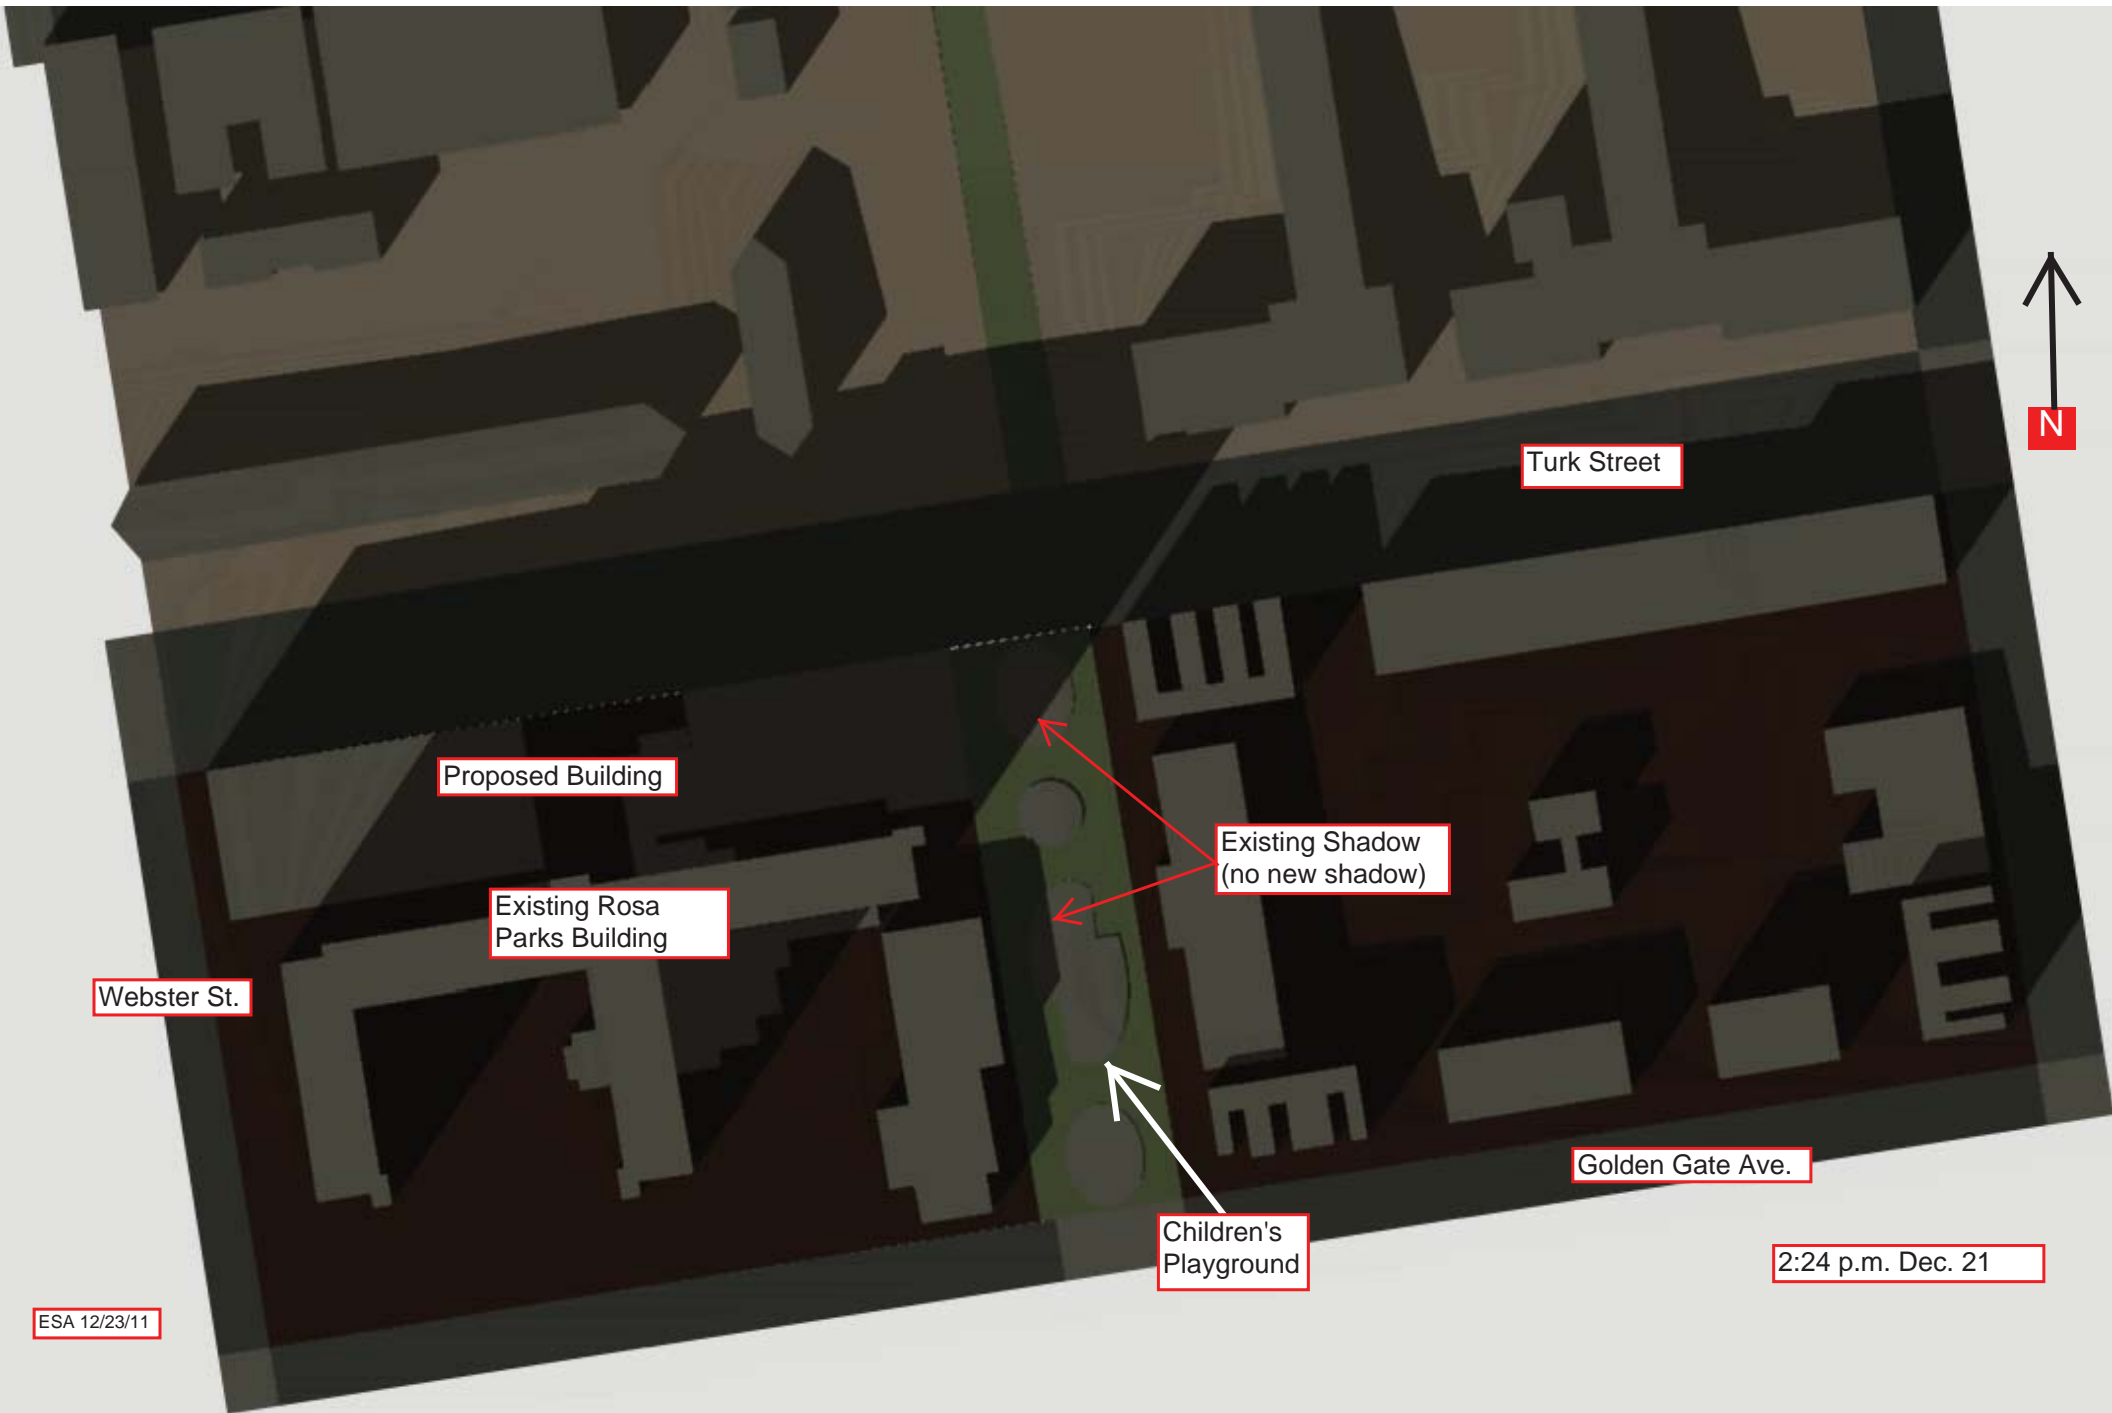 N
Turk Street
Proposed Building
Existing Shadow
(no new shadow)
Existing Rosa
Parks Building
Webster St.
Golden Gate Ave.
Children's
Playground
2:24 p.m. Dec. 21
ESA 12/23/11